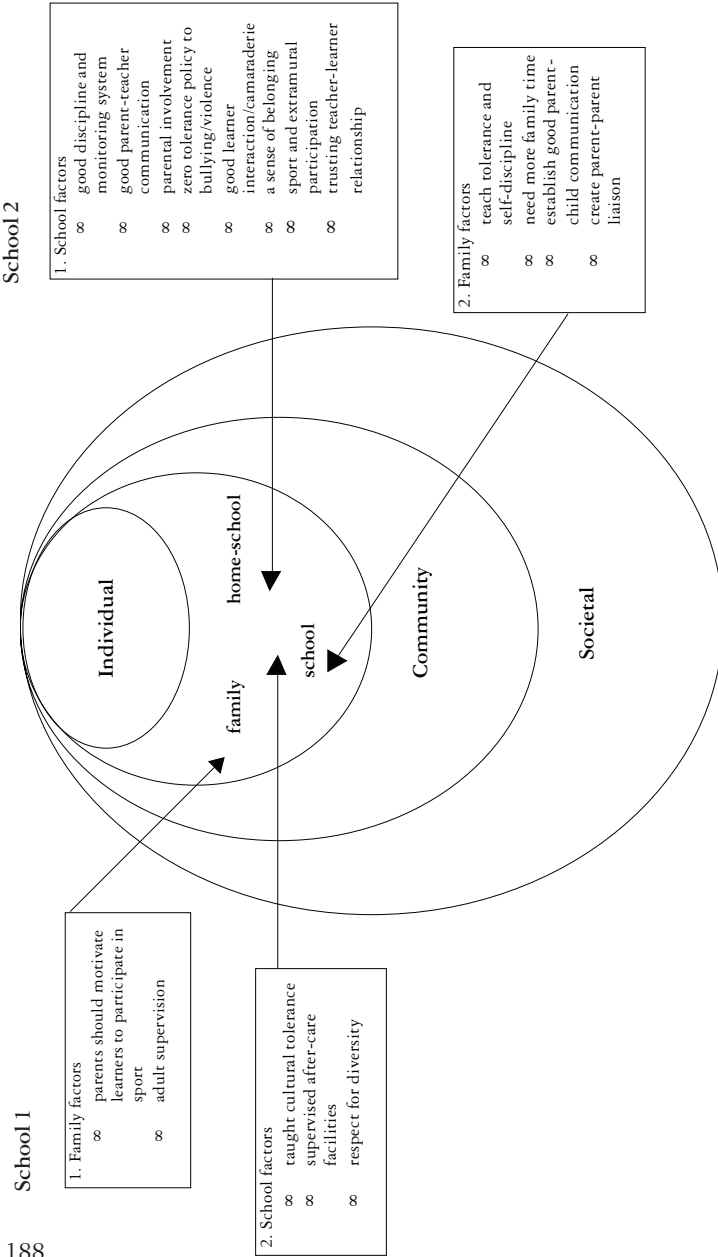 188
School 1
School 2
1. Family factors
∞ parents should motivate
learners to participate in
sport
∞ adult supervision
2. School factors
∞ taught cultural tolerance
∞ supervised after-care
facilities
∞ respect for diversity
Individual
family
home-school
school
Community
Societal
1. School factors
∞ good discipline and
monitoring system
∞ good parent-teacher
communication
∞ parental involvement
∞ zero tolerance policy to
bullying/violence
∞ good learner
interaction/camaraderie
∞ a sense of belonging
∞ sport and extramural
participation
∞ trusting teacher-learner
relationship
2. Family factors
∞ teach tolerance and
self-discipline
∞ need more family time
∞ establish good parent-
child communication
∞ create parent-parent
liaison